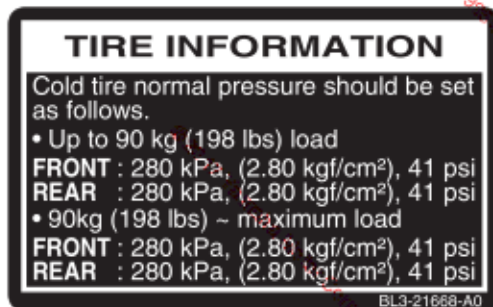 TIRE INFORMATION
Cold tire normal pressure should be set
as follows.
• Up to 90 kg (198 lbs) load
FRONT : 280 kPa, (2.80 kgf/cm²), 41 psi
REAR : 280 kPa, (2.80 kgf/cm²), 41 psi
• 90kg (198 lbs) ~ maximum load
FRONT : 280 kPa, (2.80 kgf/cm²), 41 psi
REAR : 280 kPa, (2.80 kgf/cm²), 41 psi
BL3-21668-A0